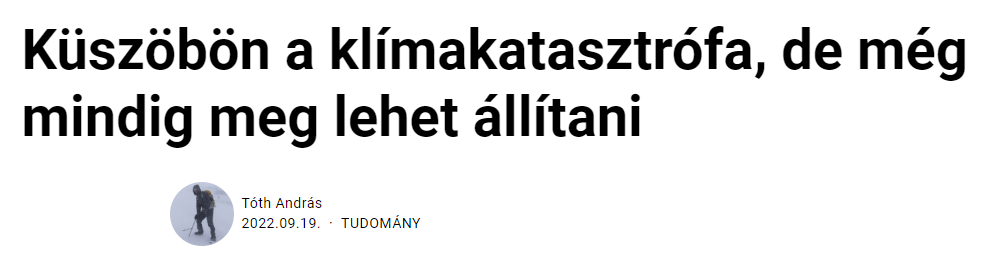 Küszöbön a klímakatasztrófa, de még
mindig meg lehet állítani
Tóth András
2022.09.19. · TUDOMÁNY